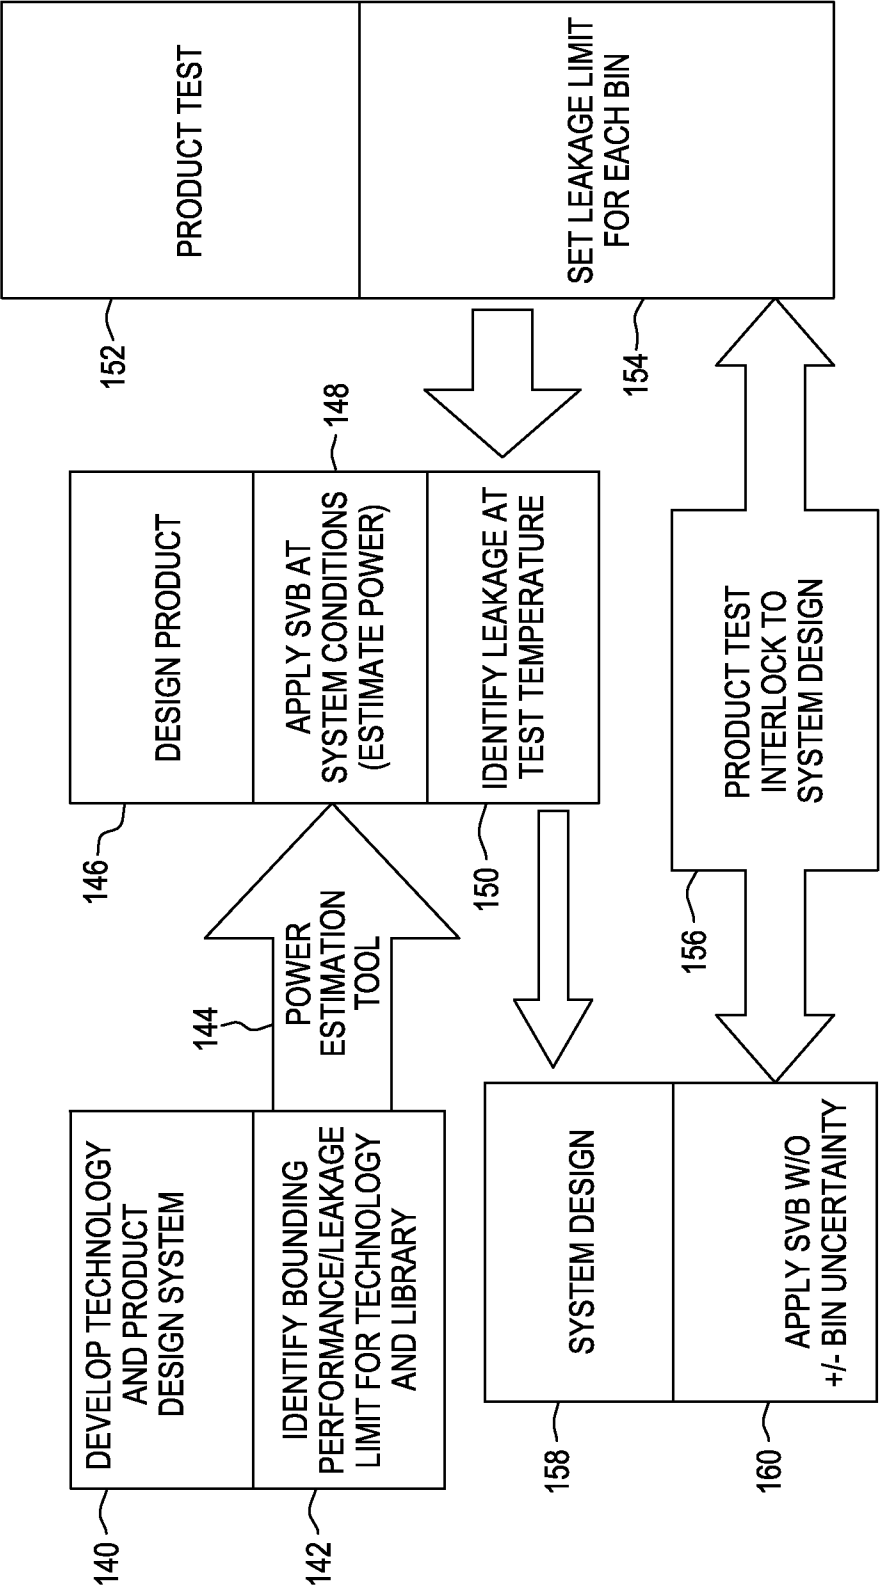 140
DEVELOP TECHNOLOGY
AND PRODUCT
DESIGN SYSTEM
142
IDENTIFY BOUNDING
PERFORMANCE/LEAKAGE
LIMIT FOR TECHNOLOGY
AND LIBRARY
144
POWER
ESTIMATION
TOOL
146
DESIGN PRODUCT
148
APPLY SVB AT
SYSTEM CONDITIONS
(ESTIMATE POWER)
150
IDENTIFY LEAKAGE AT
TEST TEMPERATURE
152
PRODUCT TEST
154
SET LEAKAGE LIMIT
FOR EACH BIN
156
PRODUCT TEST
INTERLOCK TO
SYSTEM DESIGN
158
SYSTEM DESIGN
160
APPLY SVB W/O
+/- BIN UNCERTAINTY